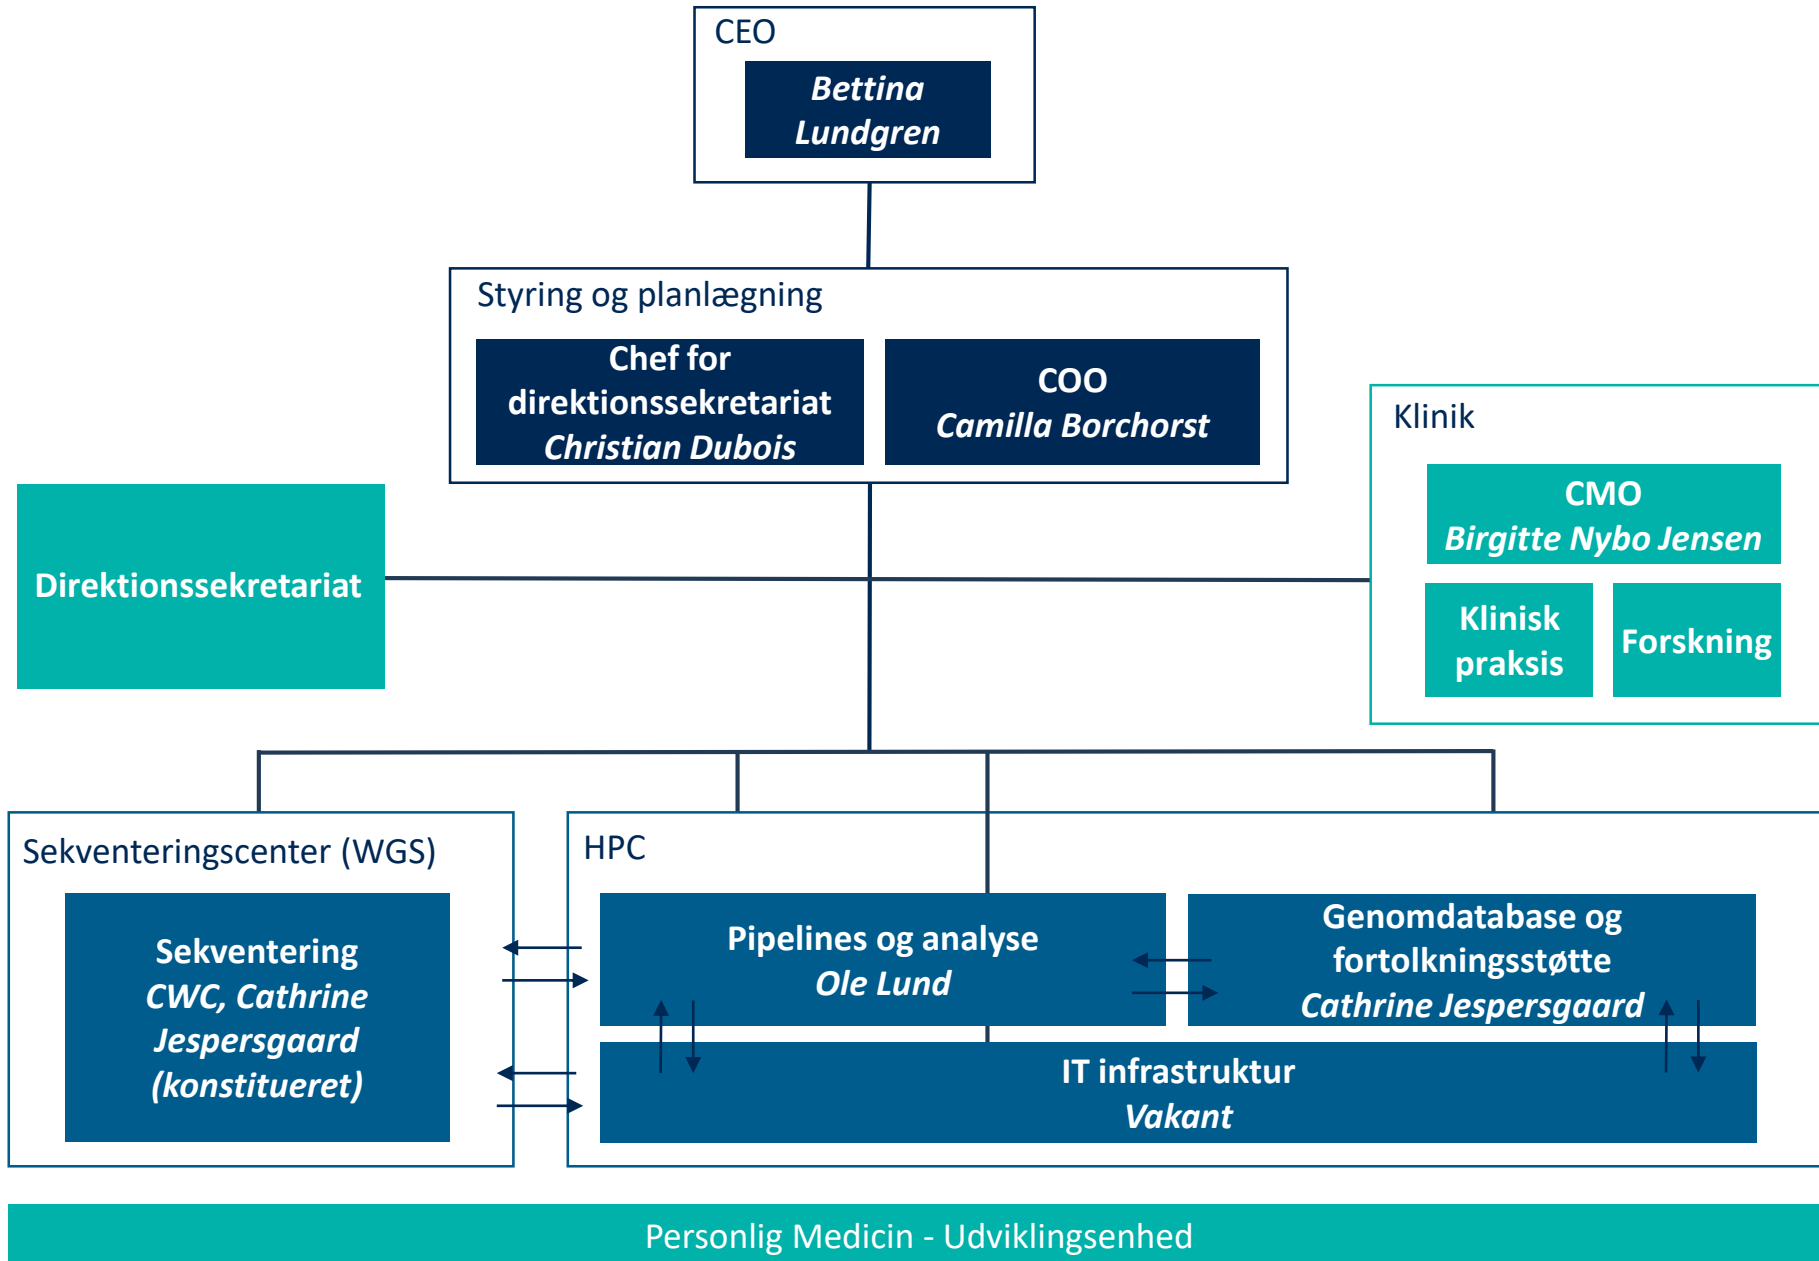 CEO
Bettina
Lundgren
Styring og planlægning
Chef for
direktionssekretariat
Christian Dubois
COO
Camilla Borchorst
Klinik
CMO
Birgitte Nybo Jensen
Klinisk
praksis
Forskning
Direktionssekretariat
Sekventeringscenter (WGS)
Sekventering
CWC, Cathrine
Jespersgaard
(konstitueret)
HPC
Pipelines og analyse
Ole Lund
Genomdatabase og
fortolkningsstøtte
Cathrine Jespersgaard
IT infrastruktur
Vakant
Personlig Medicin - Udviklingsenhed